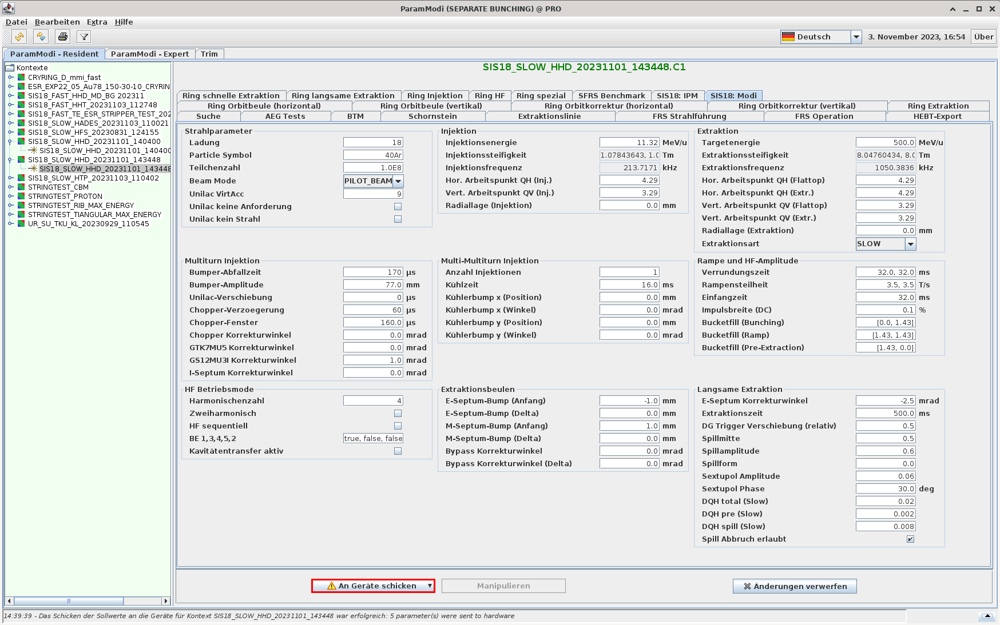 ParamModi (SEPARATE BUNCHING) @ PRO
Datei Bearbeiten Extra Hilfe
Deutsch 3. November 2023, 16:54 Über
ParamModi - Resident ParamModi - Expert Trim
Kontexte
CRYRING_D_mmi_fast
ESR_EXP22_05_Au78_150-30-10_CRYRIN
SIS18_FAST_HHD_MD_BG 202311
SIS18_FAST_HHT_20231103_112748
SIS18_FAST_TE_ESR_STRIPPER_TEST_202
SIS18_SLOW_HADES_20231103_110021
SIS18_SLOW_HFS_20230831_124155
SIS18_SLOW_HHD_20231101_140400
SIS18_SLOW_HHD_20231101_140400
SIS18_SLOW_HHD_20231101_143448
SIS18_SLOW_HHD_20231101_143448
SIS18_SLOW_HTP_20231103_110402
STRINGTEST_CBM
STRINGTEST_PROTON
STRINGTEST_RIB_MAX_ENERGY
STRINGTEST_TIANGULAR_MAX_ENERGY
UR_SU_TKU_KL_20230929_110545
SIS18_SLOW_HHD_20231101_143448.C1
Ring schnelle Extraktion Ring langsame Extraktion Ring Injektion Ring HF Ring spezial SFRS Benchmark SIS18: IPM SIS18: Modi
Ring Orbitbeule (horizontal) Ring Orbitbeule (vertikal) Ring Orbitkorrektur (horizontal) Ring Orbitkorrektur (vertikal) Ring Extraktion
Suche AEG Tests BTM Schornstein Extraktionslinie FRS Strahlführung FRS Operation HEBT-Export
Strahlparameter
Ladung 18
Particle Symbol 40Ar
Teilchenzahl 1.0E8
Beam Mode PILOT_BEAM
Unilac VirtAcc 9
Unilac keine Anforderung
Unilac kein Strahl
Injektion
Injektionsenergie 11.32 MeV/u
Injektionssteifigkeit 1.07843643, 1.0 Tm
Injektionsfrequenz 213.7171 kHz
Hor. Arbeitspunkt QH (Inj.) 4.29
Vert. Arbeitspunkt QV (Inj.) 3.29
Radiallage (Injektion) 0.0 mm
Extraktion
Targetenergie 500.0 MeV/u
Extraktionssteifigkeit 8.04760434, 8.0 Tm
Extraktionsfrequenz 1050.3836 kHz
Hor. Arbeitspunkt QH (Flattop) 4.29
Hor. Arbeitspunkt QH (Extr.) 4.29
Vert. Arbeitspunkt QV (Flattop) 3.29
Vert. Arbeitspunkt QV (Extr.) 3.29
Radiallage (Extraktion) 0.0 mm
Extraktionsart SLOW
Multiturn Injektion
Bumper-Abfallzeit 170 µs
Bumper-Amplitude 77.0 mm
Unilac-Verschiebung 0 µs
Chopper-Verzoegerung 60 µs
Chopper-Fenster 160.0 µs
Chopper Korrekturwinkel 0.0 mrad
GTK7MU5 Korrekturwinkel 0.0 mrad
GS12MU3I Korrekturwinkel 1.0 mrad
I-Septum Korrekturwinkel 0.0 mrad
Multi-Multiturn Injektion
Anzahl Injektionen 1
Kühlzeit 16.0 ms
Kühlerbump x (Position) 0.0 mm
Kühlerbump x (Winkel) 0.0 mrad
Kühlerbump y (Position) 0.0 mm
Kühlerbump y (Winkel) 0.0 mrad
Rampe und HF-Amplitude
Verrundungszeit 32.0, 32.0 ms
Rampensteilheit 3.5, 3.5 T/s
Einfangzeit 32.0 ms
Impulsbreite (DC) 0.1 %
Bucketfill (Bunching) [0.0, 1.43]
Bucketfill (Ramp) [1.43, 1.43]
Bucketfill (Pre-Extraction) [1.43, 0.0]
HF Betriebsmode
Harmonischenzahl 4
Zweiharmonisch
HF sequentiell
BE 1,3,4,5,2 true, false, false
Kavitätentransfer aktiv
Extraktionsbeulen
E-Septum-Bump (Anfang) -1.0 mm
E-Septum-Bump (Delta) 0.0 mm
M-Septum-Bump (Anfang) 1.0 mm
M-Septum-Bump (Delta) 0.0 mm
Bypass Korrekturwinkel 0.0 mrad
Bypass Korrekturwinkel (Delta) 0.0 mrad
Langsame Extraktion
E-Septum Korrekturwinkel -2.5 mrad
Extraktionszeit 500.0 ms
DG Trigger Verschiebung (relativ) 0.5
Spillmitte 0.5
Spillamplitude 0.6
Spillform 0.0
Sextupol Amplitude 0.06
Sextupol Phase 30.0 deg
DQH total (Slow) 0.02
DQH pre (Slow) 0.002
DQH spill (Slow) 0.008
Spill Abbruch erlaubt
An Geräte schicken Manipulieren Änderungen verwerfen
14:39:39 - Das Schicken der Sollwerte an die Geräte für Kontext SIS18_SLOW_HHD_20231101_143448 war erfolgreich: 5 parameter(s) were sent to hardware